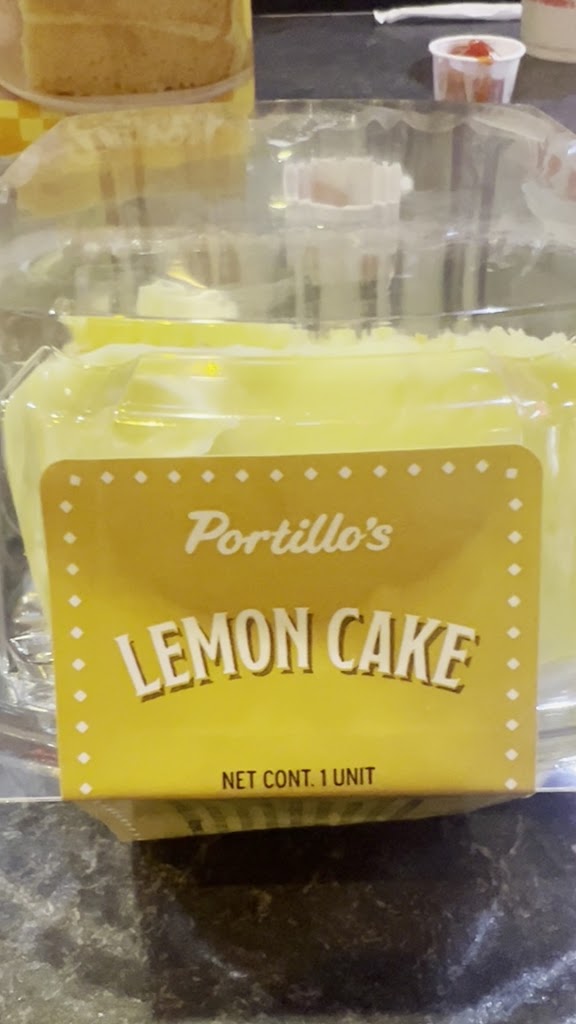 Portillo's
LEMON CAKE
NET CONT. 1 UNIT